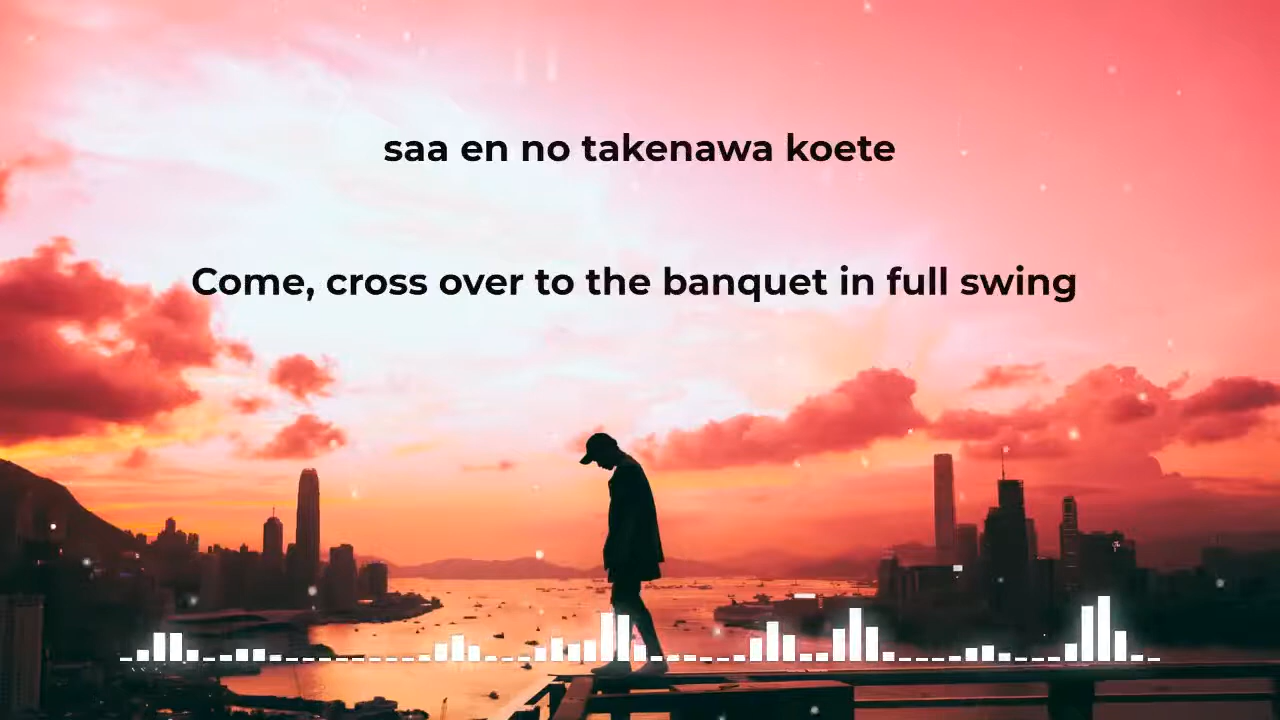 saa en no takenawa koete
Come, cross over to the banquet in full swing